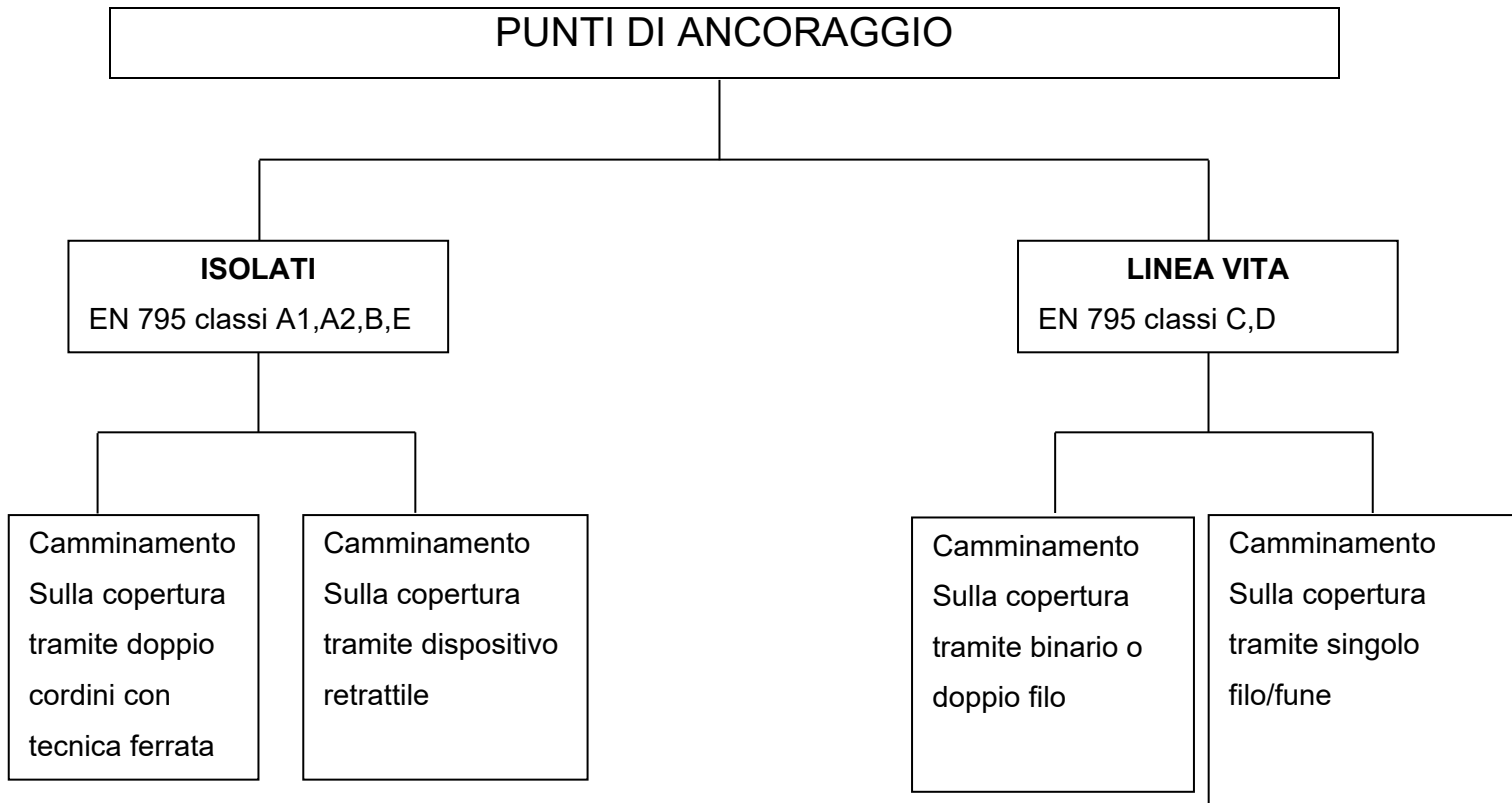 PUNTI DI ANCORAGGIO
ISOLATI
EN 795 classi A1,A2,B,E
LINEA VITA
EN 795 classi C,D
Camminamento
Sulla copertura
tramite doppio
cordini con
tecnica ferrata
Camminamento
Sulla copertura
tramite dispositivo
retrattile
Camminamento
Sulla copertura
tramite binario o
doppio filo
Camminamento
Sulla copertura
tramite singolo
filo/fune